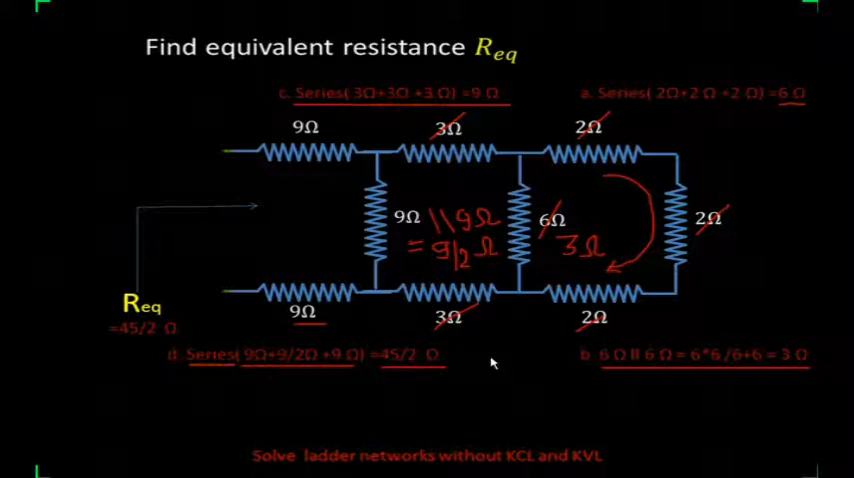 Find equivalent resistance Req
c. Series( 3Ω+3Ω +3 Ω) =9 Ω
a. Series( 2Ω+2 Ω +2 Ω) =6 Ω
9Ω
3Ω
2Ω
9Ω
||9Ω
= 9/2 Ω
6Ω
3Ω
2Ω
Req
=45/2 Ω
9Ω
3Ω
2Ω
d. Series( 9Ω+9/2Ω +9 Ω) =45/2 Ω
b. 6 Ω II 6 Ω = 6*6 /6+6 = 3 Ω
Solve ladder networks without KCL and KVL